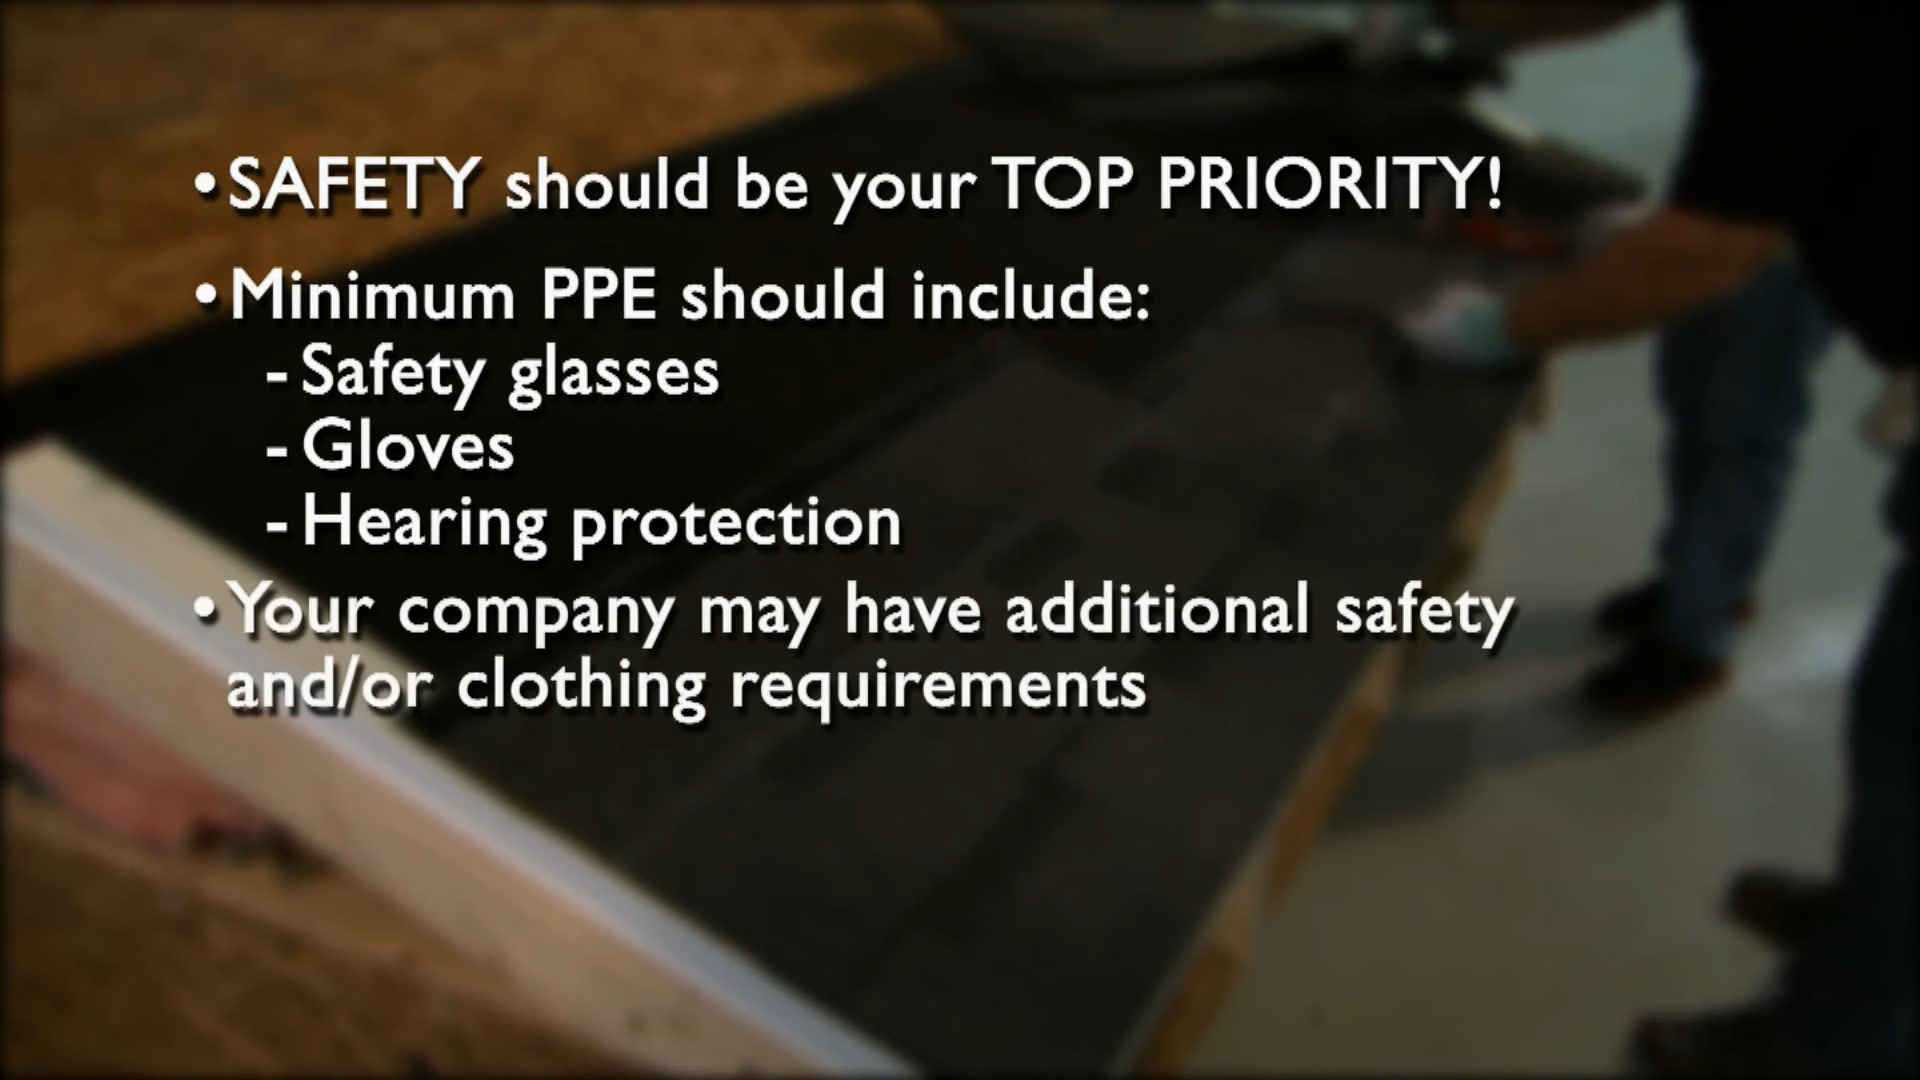 •SAFETY should be your TOP PRIORITY!
•Minimum PPE should include:
- Safety glasses
- Gloves
- Hearing protection
•Your company may have additional safety
and/or clothing requirements